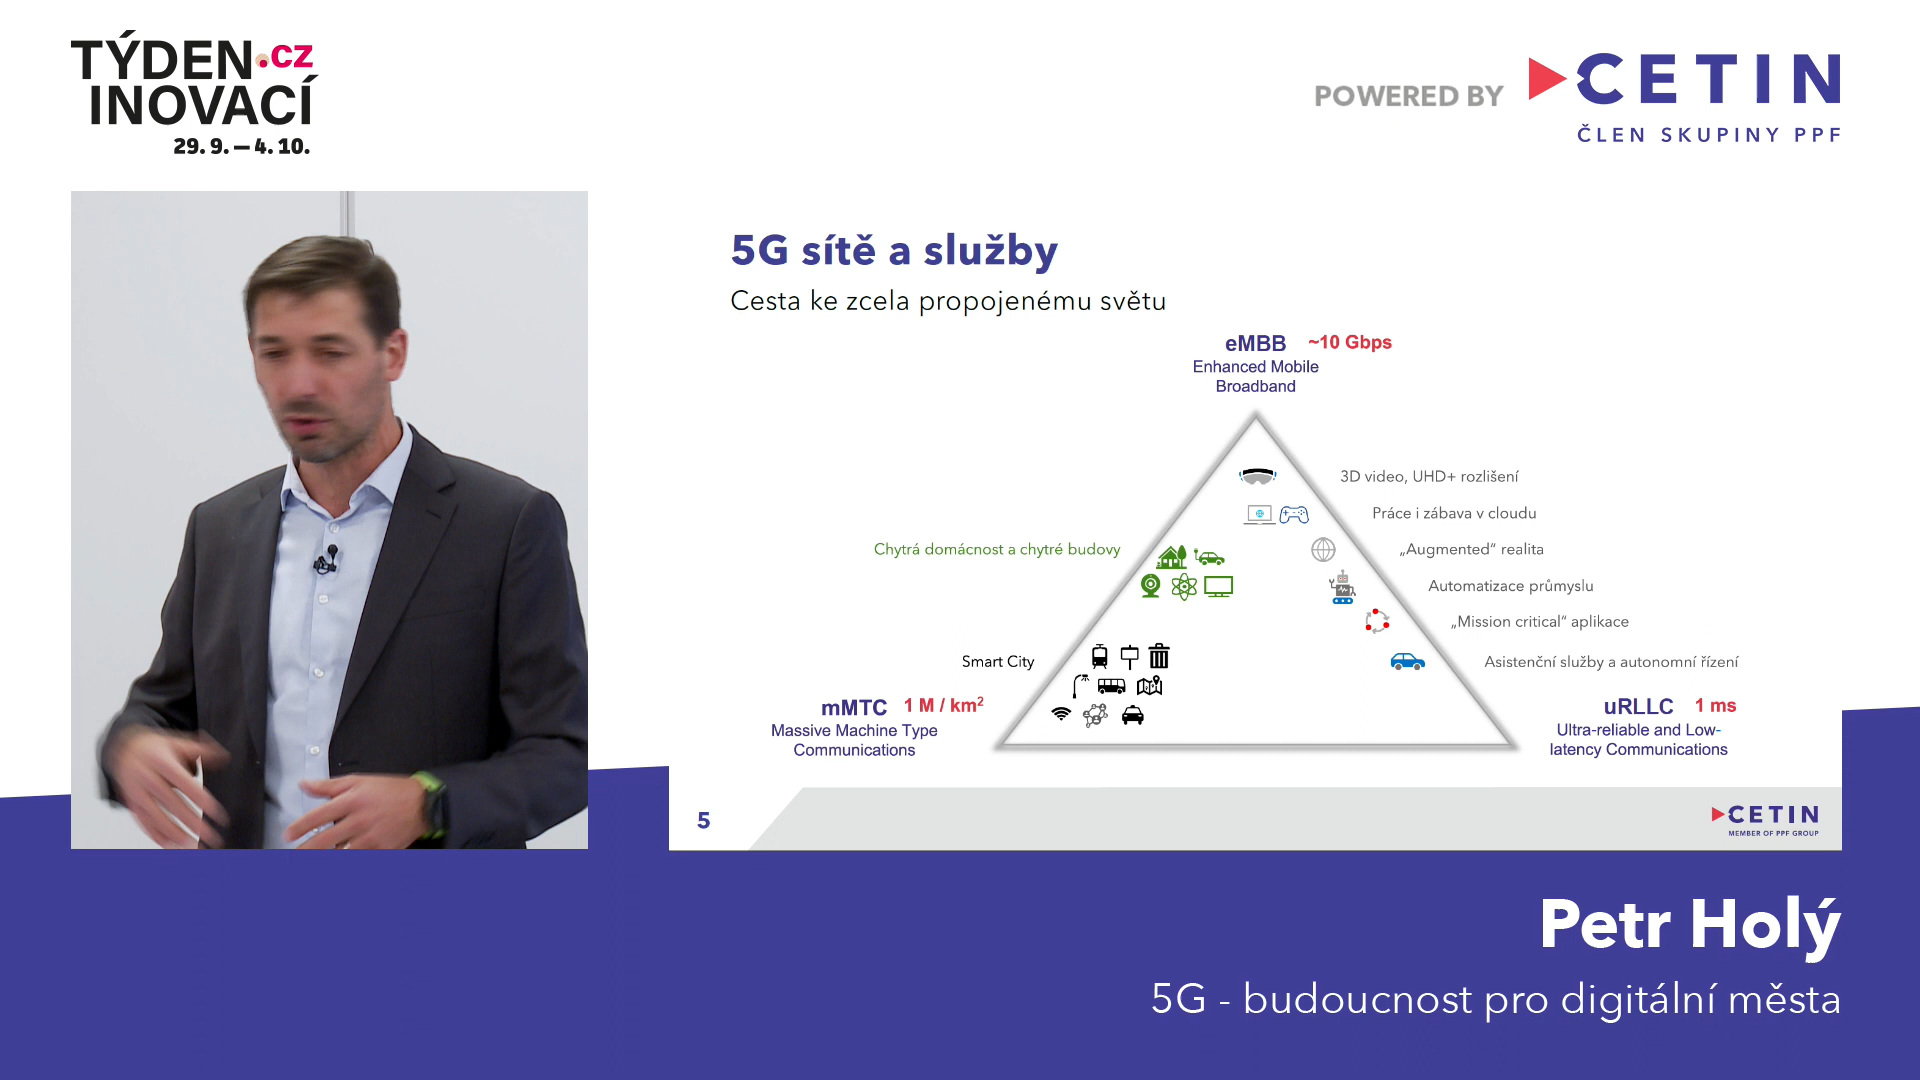 TÝDEN.cz
INOVACÍ
29. 9. – 4. 10.
POWERED BY
CETIN
ČLEN SKUPINY PPF
5G sítě a služby
Cesta ke zcela propojenému světu
eMBB ~10 Gbps
Enhanced Mobile
Broadband
3D video, UHD+ rozlišení
Práce i zábava v cloudu
Chytrá domácnost a chytré budovy
„Augmented“ realita
Automatizace průmyslu
„Mission critical“ aplikace
Smart City
Asistenční služby a autonomní řízení
mMTC 1 M / km²
Massive Machine Type
Communications
uRLLC 1 ms
Ultra-reliable and Low-
latency Communications
5
CETIN
MEMBER OF PPF GROUP
Petr Holý
5G - budoucnost pro digitální města